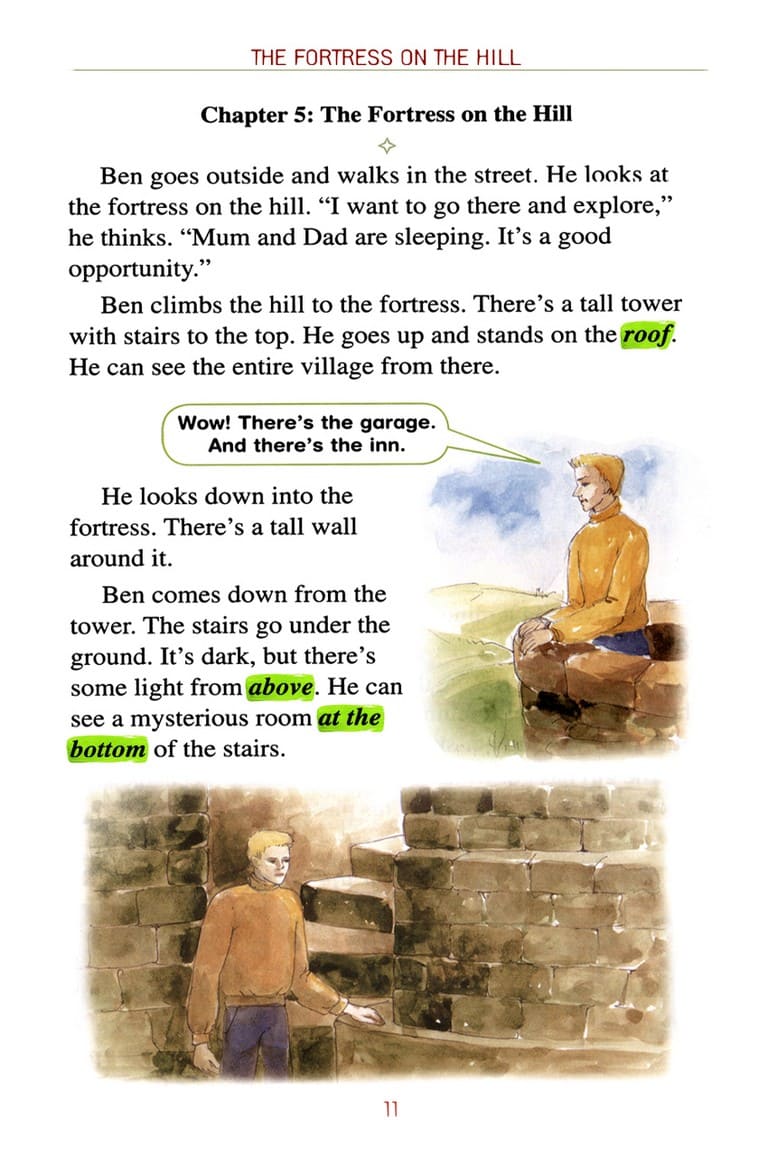 THE FORTRESS ON THE HILL
Chapter 5: The Fortress on the Hill
Ben goes outside and walks in the street. He looks at
the fortress on the hill. “I want to go there and explore,”
he thinks. “Mum and Dad are sleeping. It’s a good
opportunity.”
Ben climbs the hill to the fortress. There’s a tall tower
with stairs to the top. He goes up and stands on the roof.
He can see the entire village from there.
Wow! There’s the garage.
And there’s the inn.
He looks down into the
fortress. There’s a tall wall
around it.
Ben comes down from the
tower. The stairs go under the
ground. It’s dark, but there’s
some light from above. He can
see a mysterious room at the
bottom of the stairs.
11